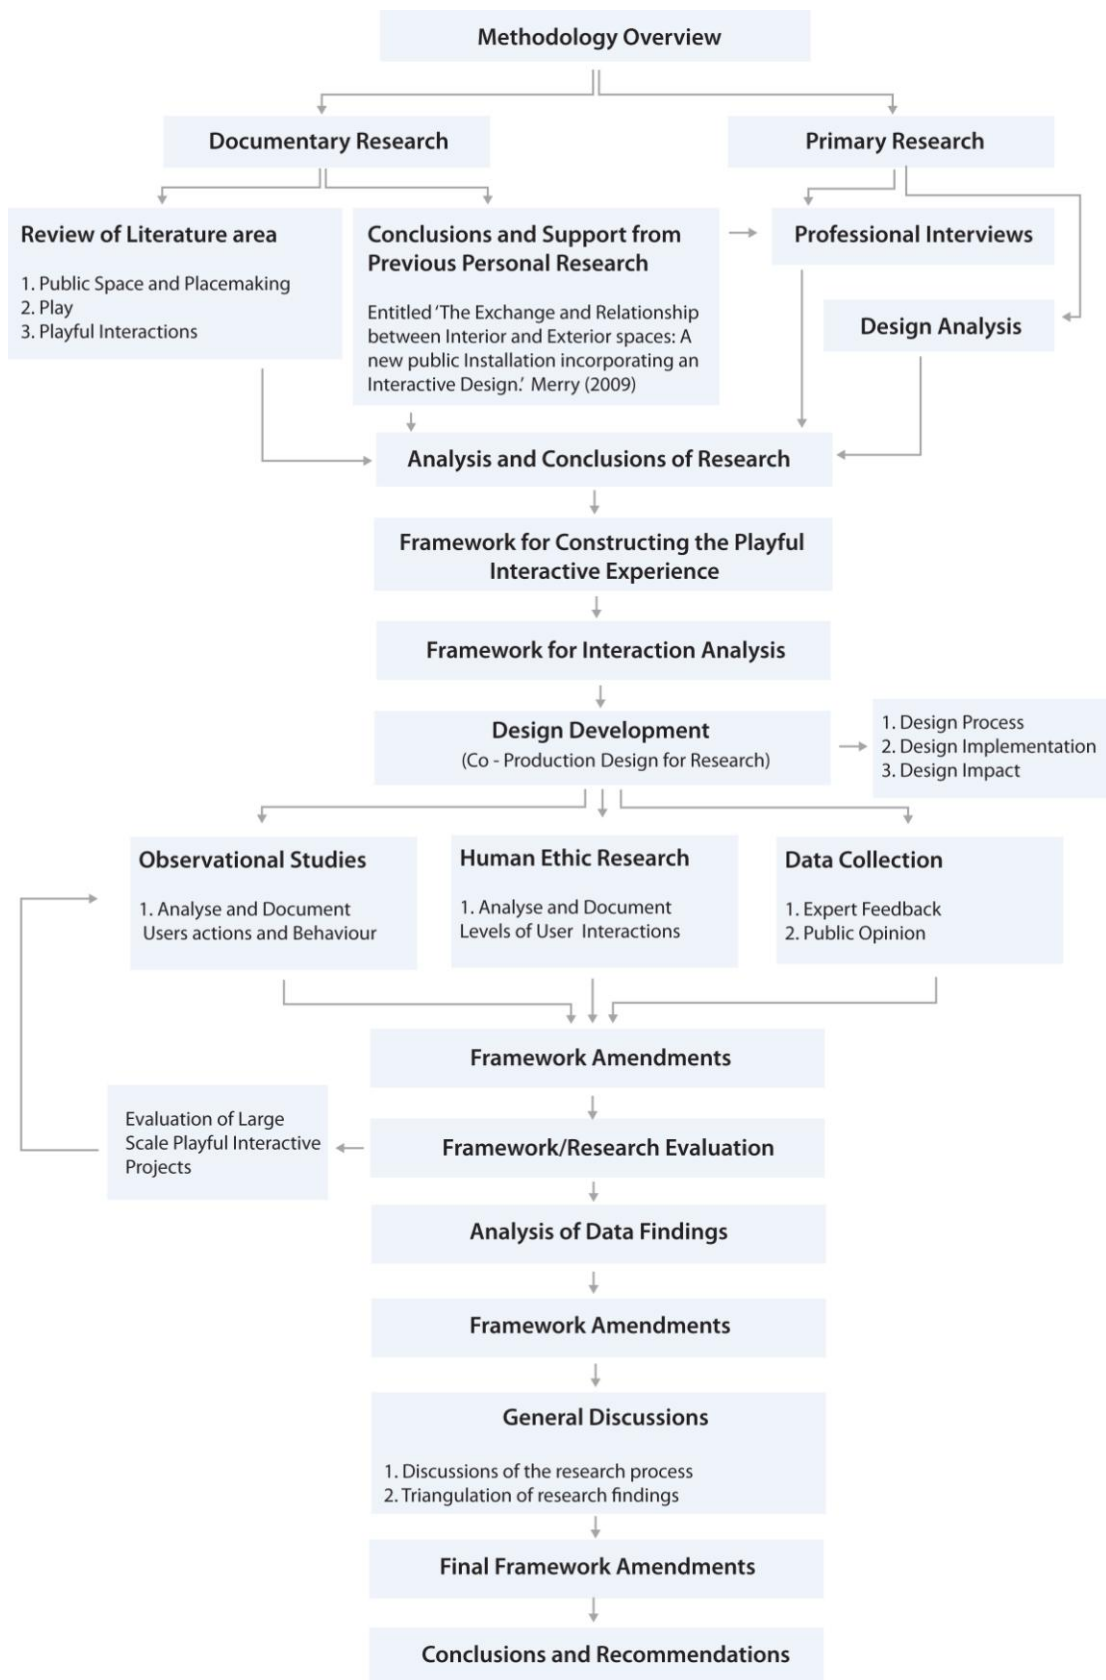 Methodology Overview
Documentary Research
Primary Research
Review of Literature area
1. Public Space and Placemaking
2. Play
3. Playful Interactions
Conclusions and Support from
Previous Personal Research
Entitled ‘The Exchange and Relationship
between Interior and Exterior spaces: A
new public Installation incorporating an
Interactive Design.’ Merry (2009)
Professional Interviews
Design Analysis
Analysis and Conclusions of Research
Framework for Constructing the Playful
Interactive Experience
Framework for Interaction Analysis
Design Development
(Co - Production Design for Research)
1. Design Process
2. Design Implementation
3. Design Impact
Observational Studies
1. Analyse and Document
Users actions and Behaviour
Human Ethic Research
1. Analyse and Document
Levels of User Interactions
Data Collection
1. Expert Feedback
2. Public Opinion
Framework Amendments
Evaluation of Large
Scale Playful Interactive
Projects
Framework/Research Evaluation
Analysis of Data Findings
Framework Amendments
General Discussions
1. Discussions of the research process
2. Triangulation of research findings
Final Framework Amendments
Conclusions and Recommendations